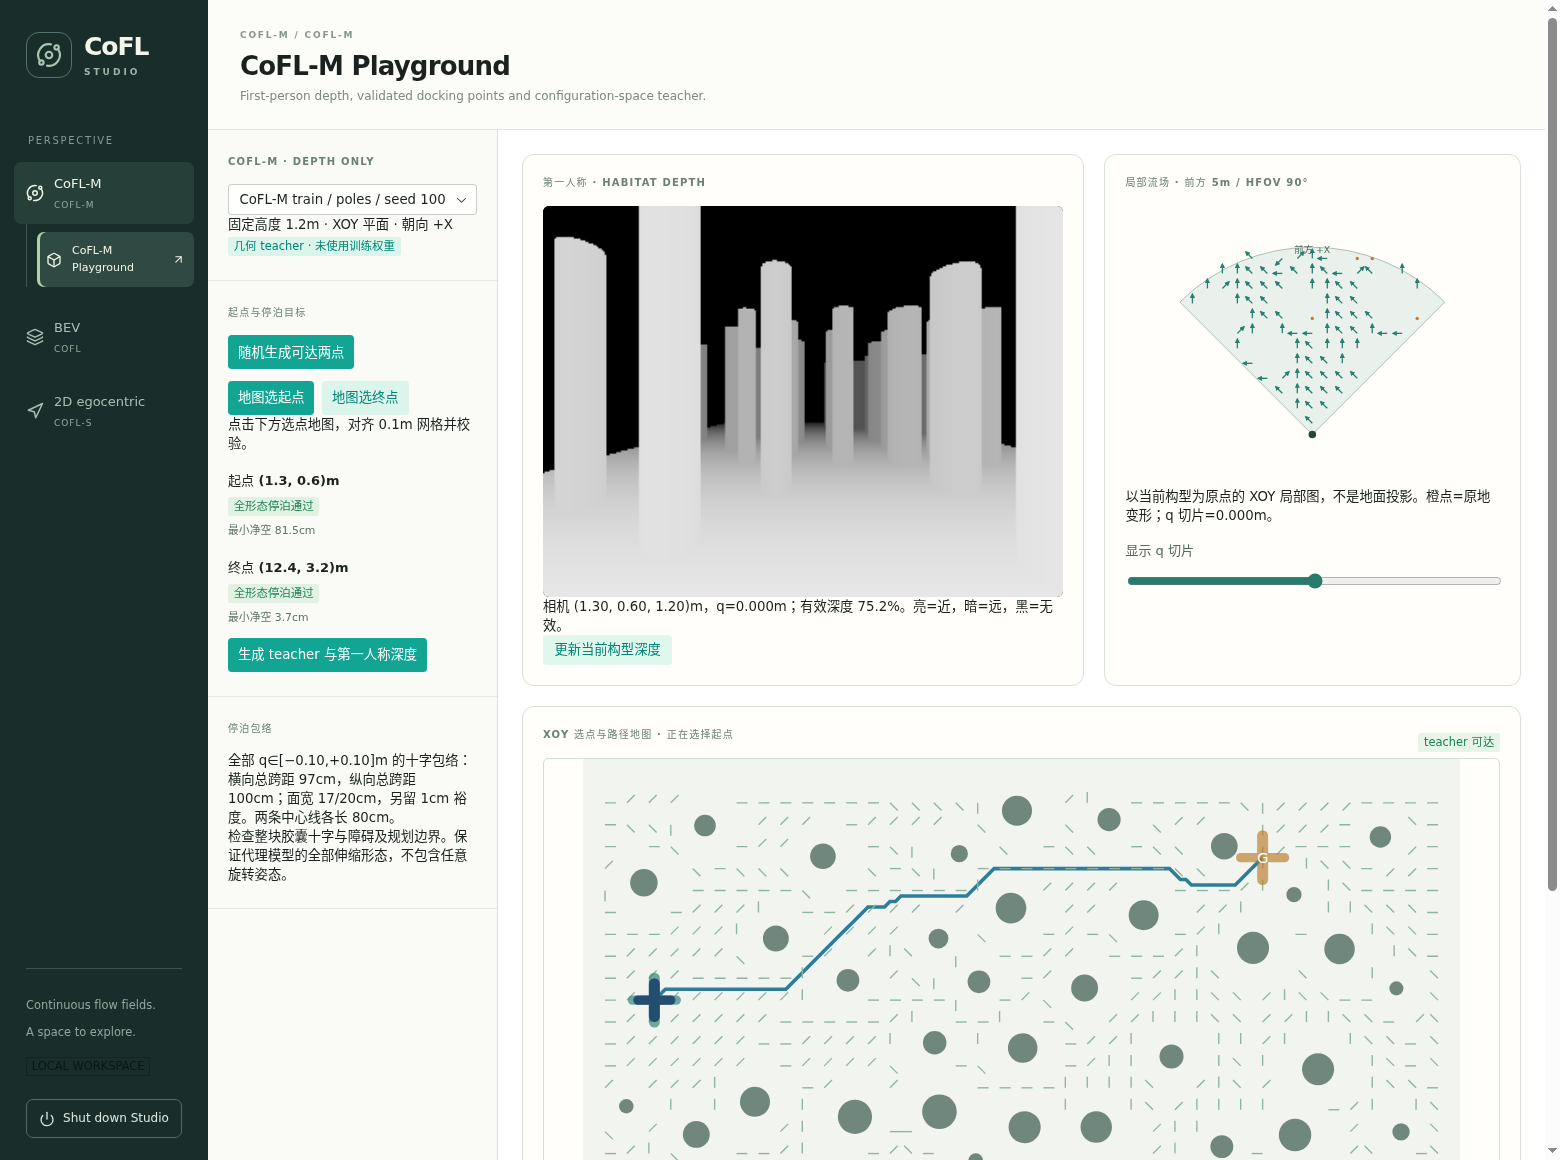 CoFL
STUDIO
PERSPECTIVE
CoFL-M
COFL-M
CoFL-M
Playground
BEV
COFL
2D egocentric
COFL-S
Continuous flow fields.
A space to explore.
LOCAL WORKSPACE
Shut down Studio
COFL-M / COFL-M
CoFL-M Playground
First-person depth, validated docking points and configuration-space teacher.
COFL-M · DEPTH ONLY
CoFL-M train / poles / seed 100
固定高度 1.2m · XOY 平面 · 朝向 +X
几何 teacher · 未使用训练权重
起点与停泊目标
随机生成可达两点
地图选起点
地图选终点
点击下方选点地图，对齐 0.1m 网格并校
验。
起点 (1.3, 0.6)m
全形态停泊通过
最小净空 81.5cm
终点 (12.4, 3.2)m
全形态停泊通过
最小净空 3.7cm
生成 teacher 与第一人称深度
停泊包络
全部 q∈[−0.10,+0.10]m 的十字包络：
横向总跨距 97cm，纵向总跨距
100cm；面宽 17/20cm，另留 1cm 裕
度。两条中心线各长 80cm。
检查整块胶囊十字与障碍及规划边界。保
证代理模型的全部伸缩形态，不包含任意
旋转姿态。
第一人称 · HABITAT DEPTH
相机 (1.30, 0.60, 1.20)m，q=0.000m；有效深度 75.2%。亮=近，暗=远，黑=无
效。
更新当前构型深度
局部流场 · 前方 5m / HFOV 90°
前方 +X
以当前构型为原点的 XOY 局部图，不是地面投影。橙点=原地
变形；q 切片=0.000m。
显示 q 切片
XOY 选点与路径地图 · 正在选择起点
teacher 可达
G